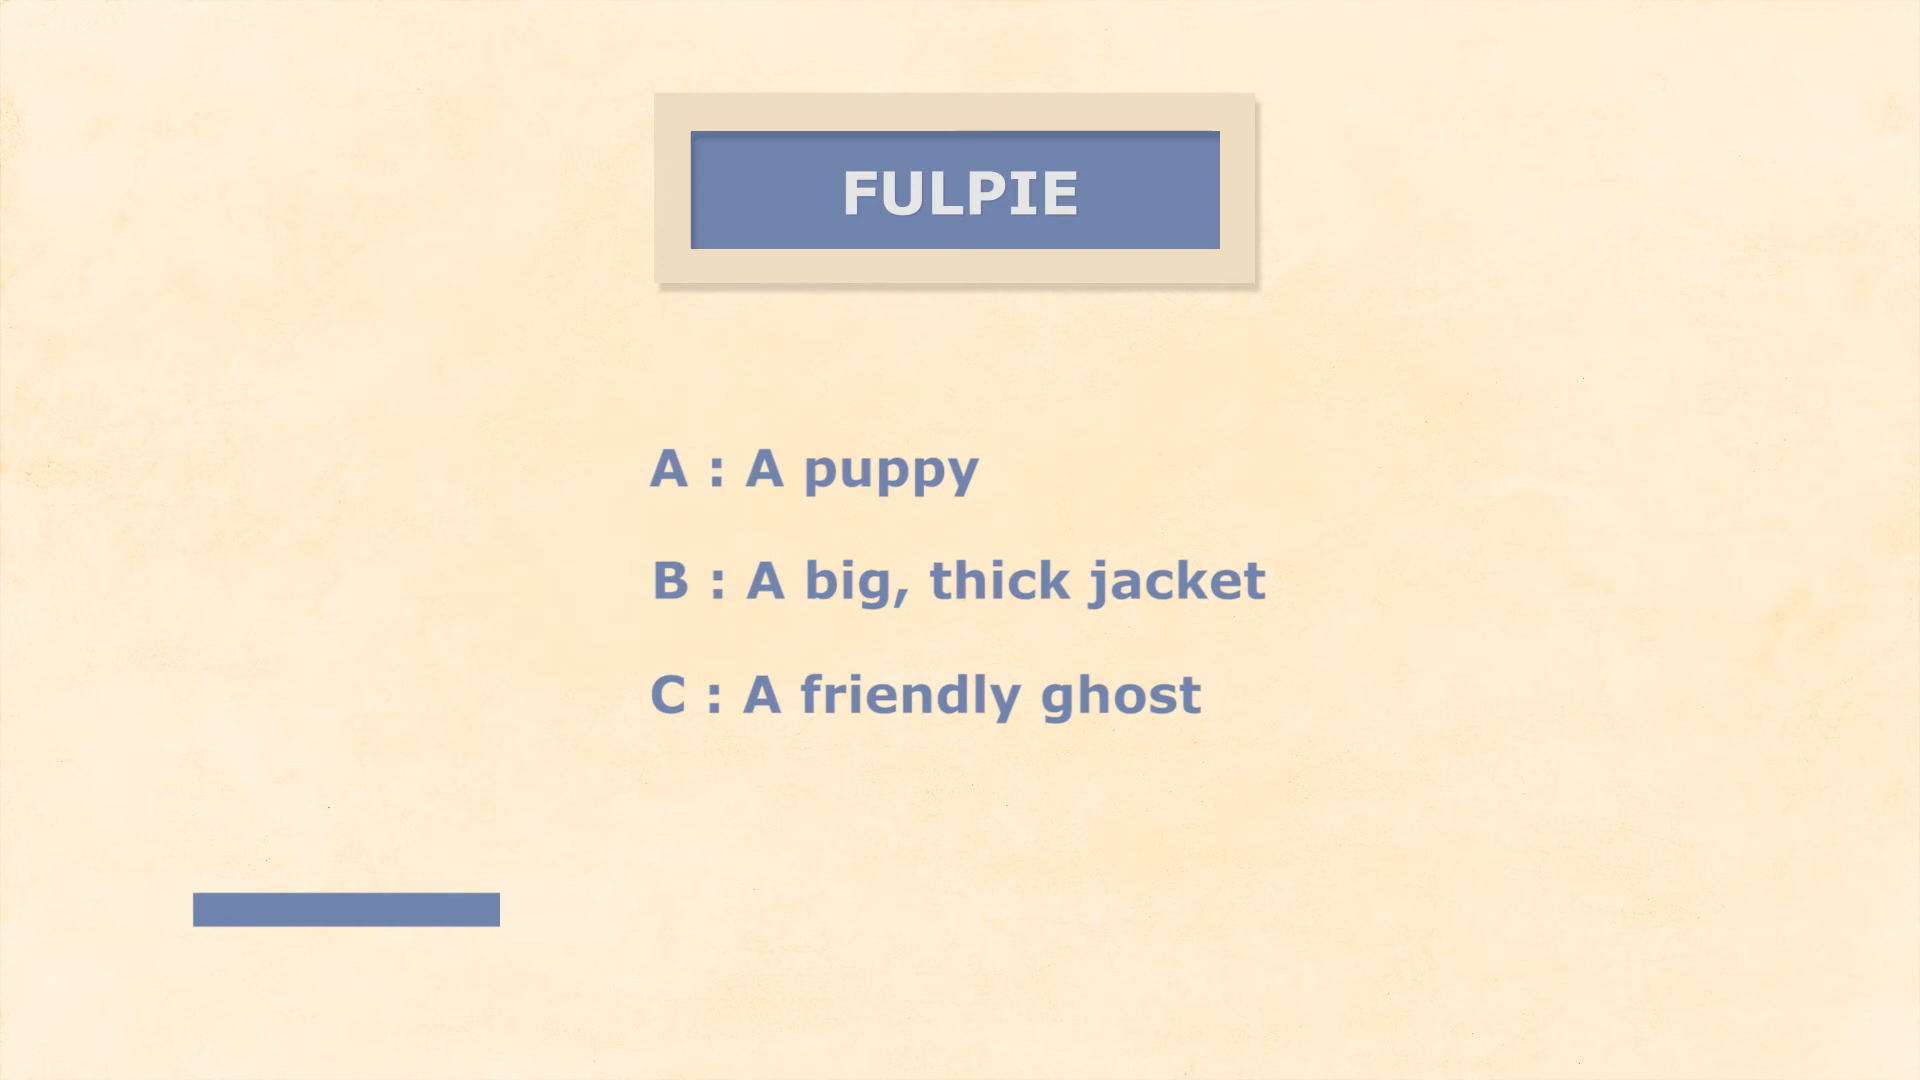 FULPIE
A : A puppy
B : A big, thick jacket
C : A friendly ghost